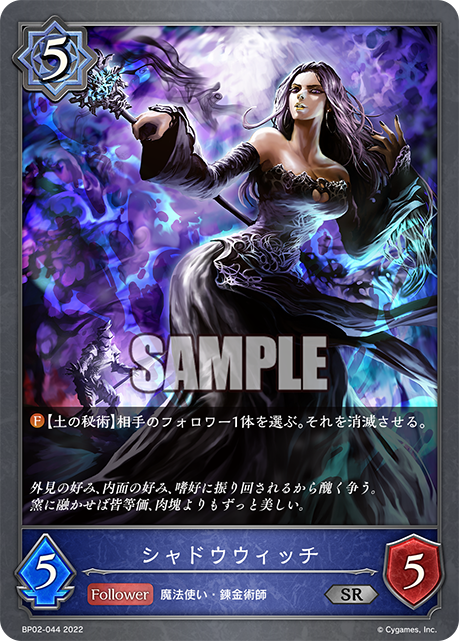 5
SAMPLE
F【土の秘術】相手のフォロワー1体を選ぶ。それを消滅させる。
外見の好み、内面の好み、嗜好に振り回されるから醜く争う。
窯に融かせば皆等価、肉塊よりもずっと美しい。
シャドウウィッチ
5
Follower 魔法使い・錬金術師
SR
5
BP02-044 2022
© Cygames, Inc.